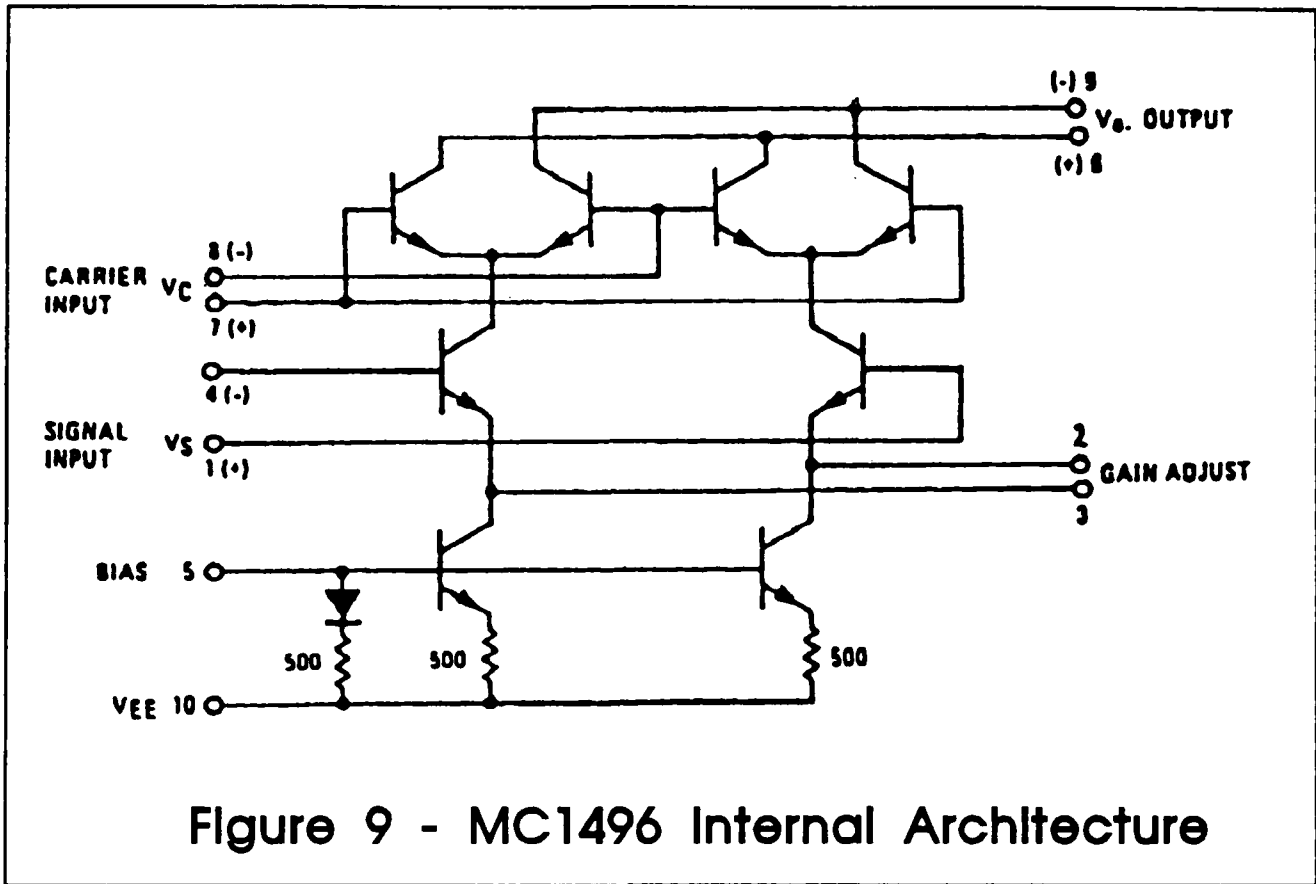 (-) 9
V₀. OUTPUT
(+) 6
8 (-)
CARRIER INPUT
VC
7 (+)
4 (-)
SIGNAL INPUT
VS
1 (+)
2
GAIN ADJUST
3
BIAS 5
500
500
500
VEE 10
Figure 9 - MC1496 Internal Architecture